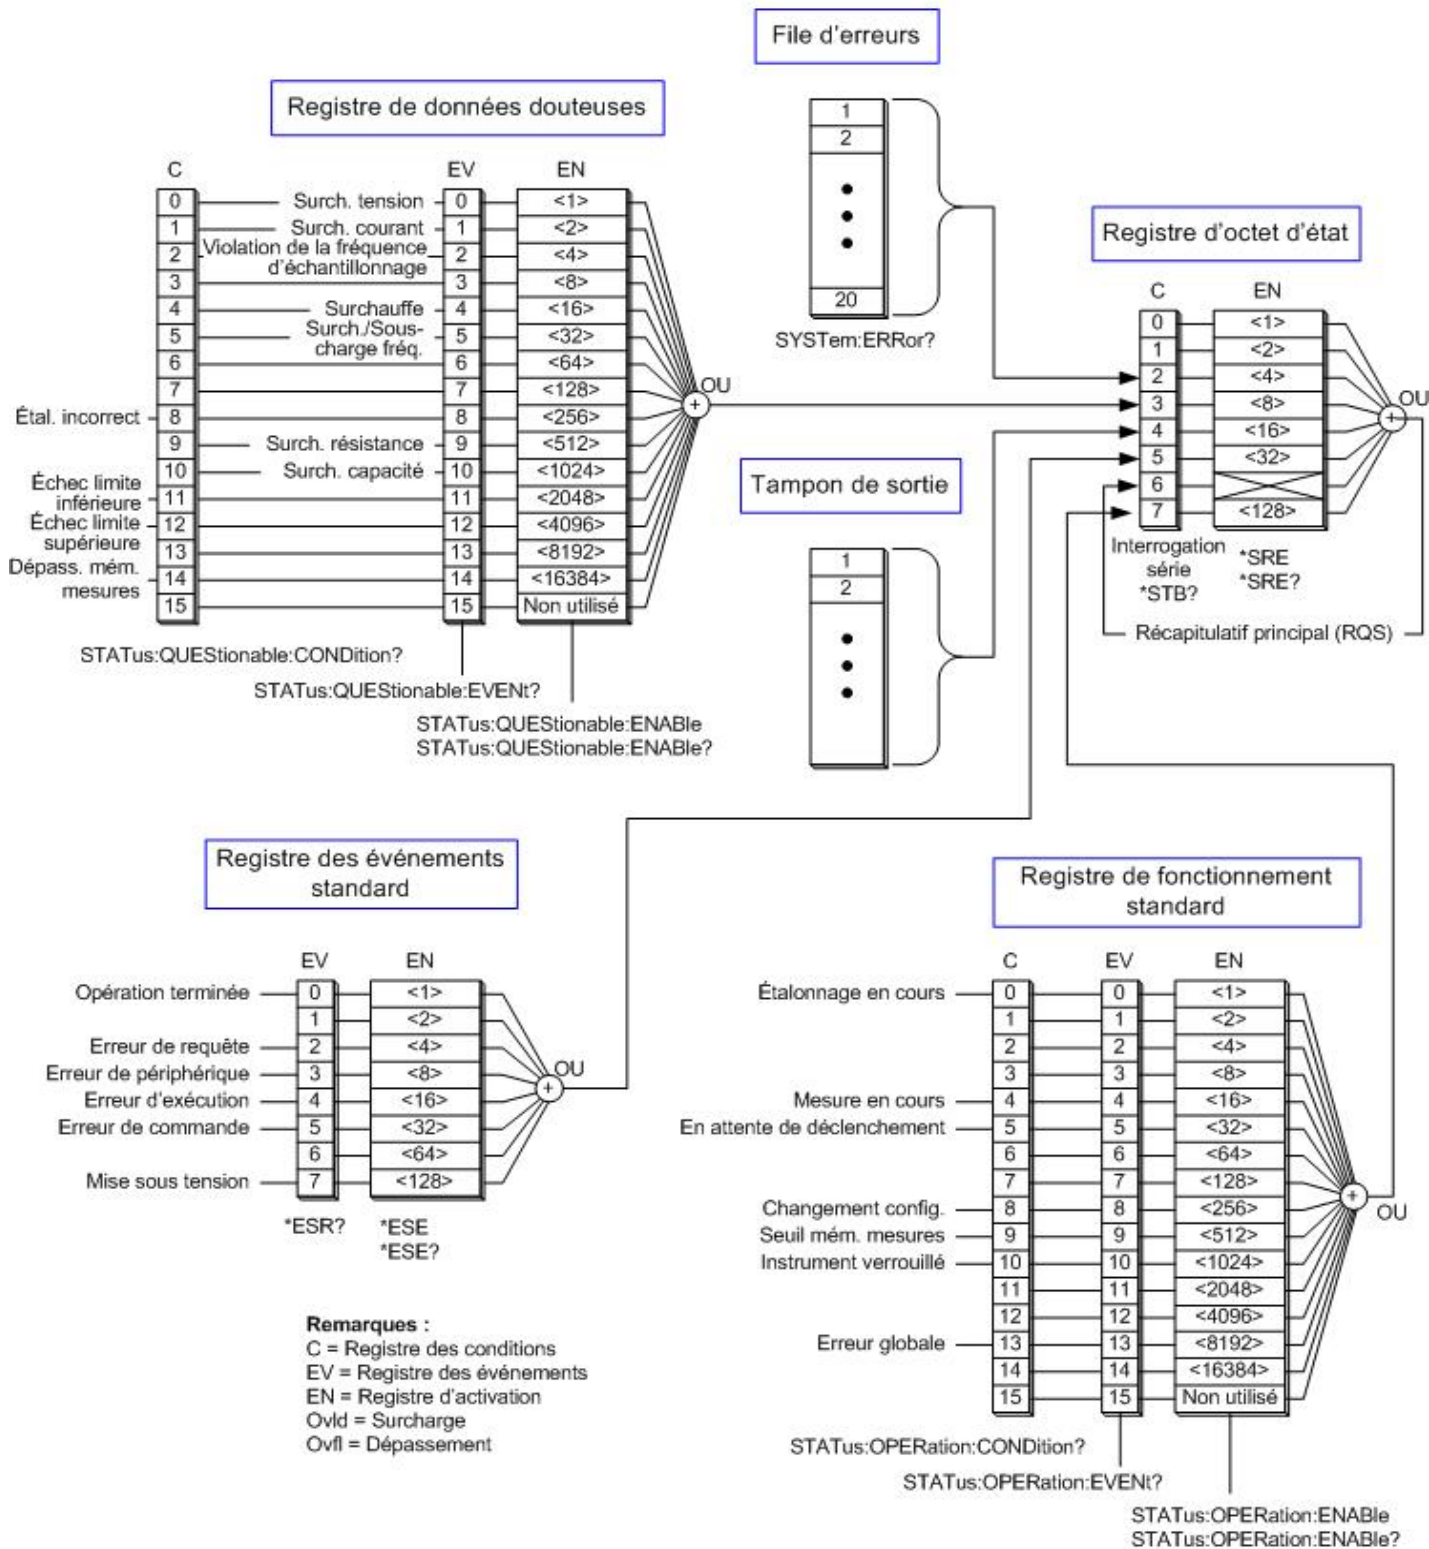 File d'erreurs
Registre de données douteuses
1
2
20
SYSTem:ERRor?
C EV EN
0 Surch. tension 0 <1>
1 Surch. courant 1 <2>
2 Violation de la fréquence d'échantillonnage 2 <4>
3 3 <8>
4 Surchauffe 4 <16>
5 Surch./Sous-charge fréq. 5 <32>
6 6 <64>
7 7 <128>
Étal. incorrect 8 8 <256>
9 Surch. résistance 9 <512>
10 Surch. capacité 10 <1024>
Échec limite inférieure 11 11 <2048>
Échec limite supérieure 12 12 <4096>
13 13 <8192>
Dépass. mém. mesures 14 14 <16384>
15 15 Non utilisé
OU
+
STATus:QUEStionable:CONDition?
STATus:QUEStionable:EVENt?
STATus:QUEStionable:ENABle
STATus:QUEStionable:ENABle?
Tampon de sortie
1
2
Registre d'octet d'état
C EN
0 <1>
1 <2>
2 <4>
3 <8>
4 <16>
5 <32>
6
7 <128>
OU
+
Interrogation
série
*STB?
*SRE
*SRE?
Récapitulatif principal (RQS)
Registre des événements
standard
EV EN
Opération terminée 0 <1>
1 <2>
Erreur de requête 2 <4>
Erreur de périphérique 3 <8>
Erreur d'exécution 4 <16>
Erreur de commande 5 <32>
6 <64>
Mise sous tension 7 <128>
OU
+
*ESR?
*ESE
*ESE?
Remarques :
C = Registre des conditions
EV = Registre des événements
EN = Registre d'activation
Ovld = Surcharge
Ovfl = Dépassement
Registre de fonctionnement
standard
C EV EN
Étalonnage en cours 0 0 <1>
1 1 <2>
2 2 <4>
3 3 <8>
Mesure en cours 4 4 <16>
En attente de déclenchement 5 5 <32>
6 6 <64>
7 7 <128>
Changement config. 8 8 <256>
Seuil mém. mesures 9 9 <512>
Instrument verrouillé 10 10 <1024>
11 11 <2048>
12 12 <4096>
Erreur globale 13 13 <8192>
14 14 <16384>
15 15 Non utilisé
+
OU
STATus:OPERation:CONDition?
STATus:OPERation:EVENt?
STATus:OPERation:ENABle
STATus:OPERation:ENABle?